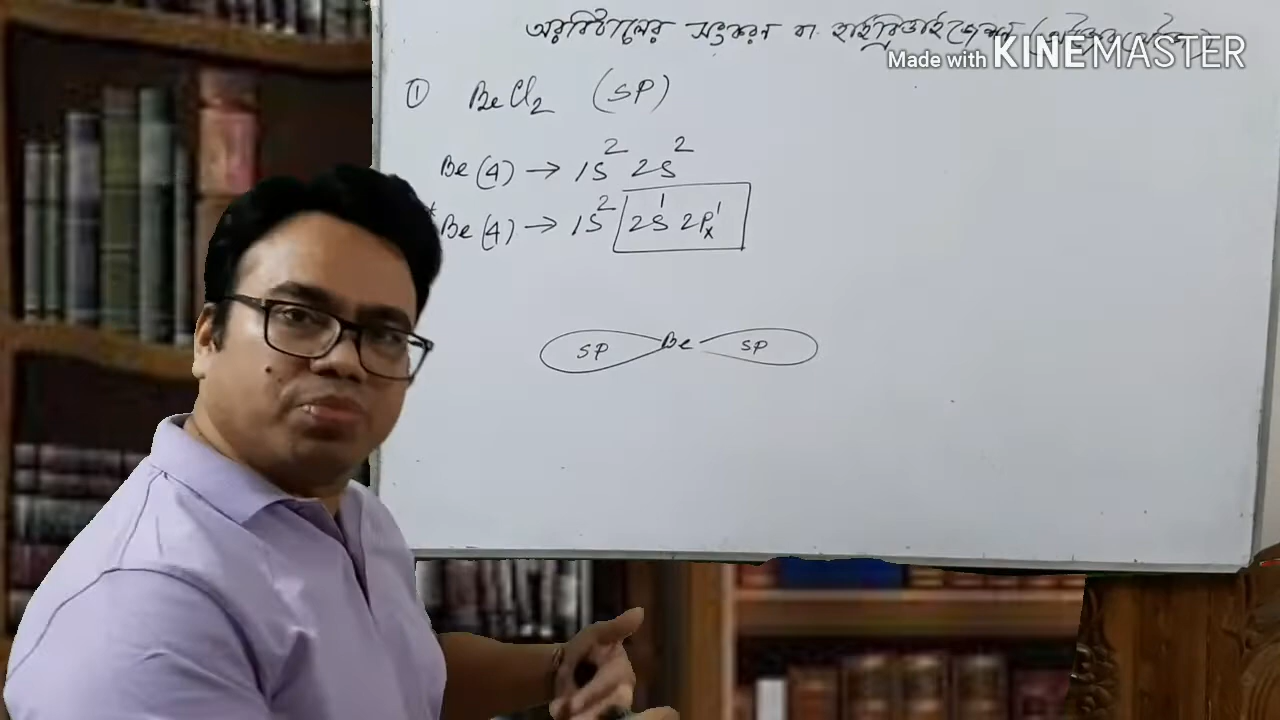 অরবিটালের সংকরণ বা হাইব্রিডাইজেশন
Made with KINEMASTER
① BeCl₂ (SP)
Be(4) → 1S² 2S²
*Be(4) → 1S² 2S¹ 2Pₓ¹
SP Be SP